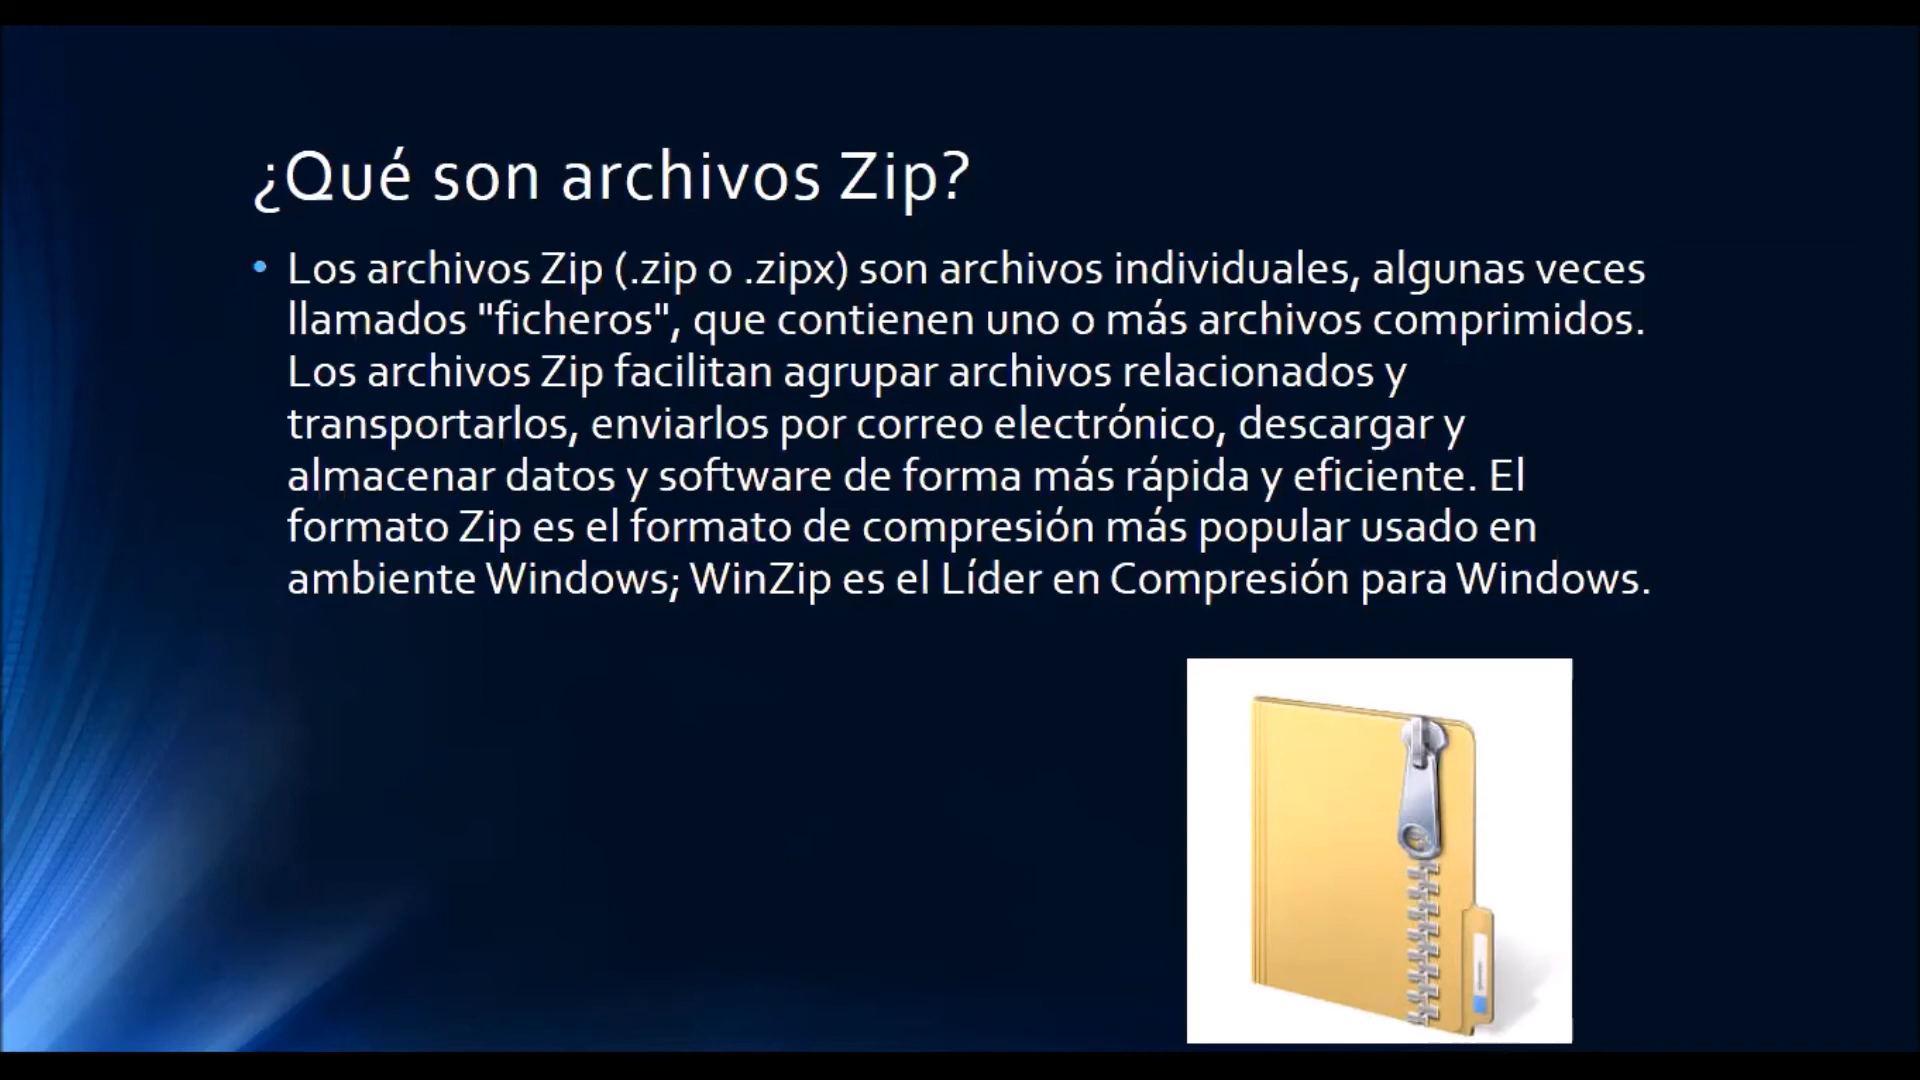 ¿Qué son archivos Zip?
• Los archivos Zip (.zip o .zipx) son archivos individuales, algunas veces
llamados "ficheros", que contienen uno o más archivos comprimidos.
Los archivos Zip facilitan agrupar archivos relacionados y
transportarlos, enviarlos por correo electrónico, descargar y
almacenar datos y software de forma más rápida y eficiente. El
formato Zip es el formato de compresión más popular usado en
ambiente Windows; WinZip es el Líder en Compresión para Windows.